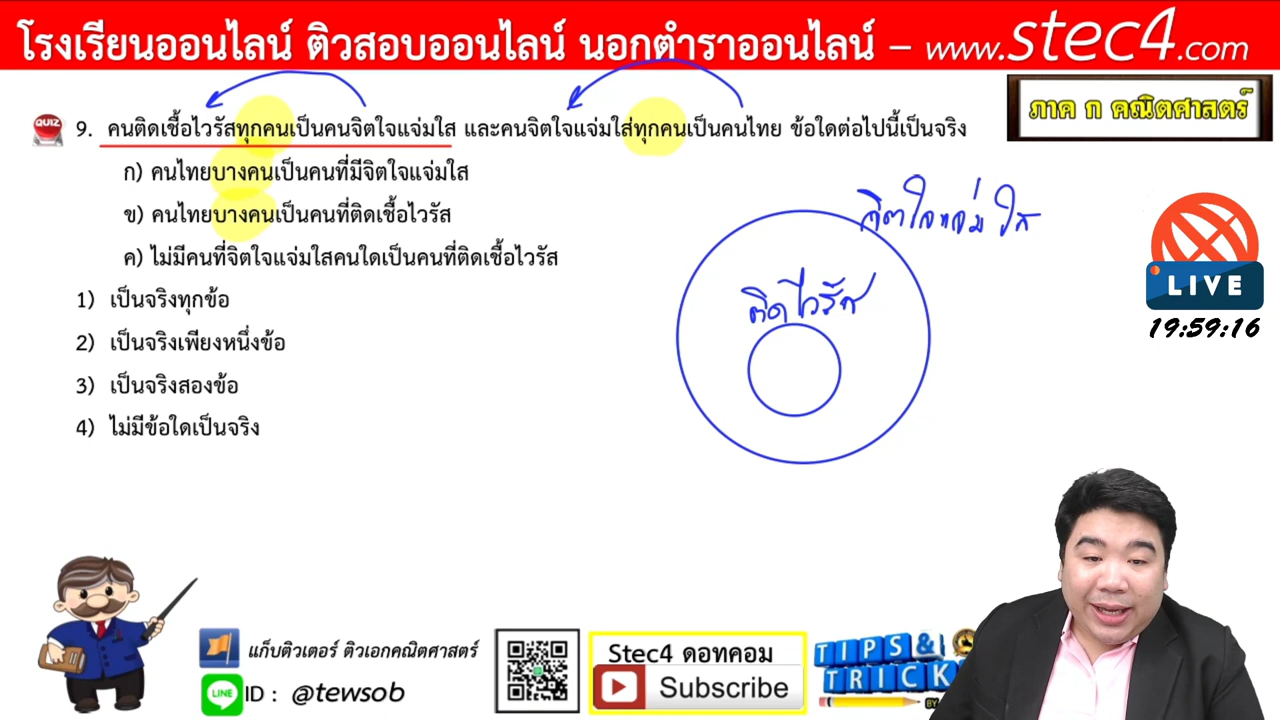 โรงเรียนออนไลน์ ติวสอบออนไลน์ นอกตำราออนไลน์ – www.stec4.com
ภาค ก คณิตศาสตร์
QUIZ
9. คนติดเชื้อไวรัสทุกคนเป็นคนจิตใจแจ่มใส และคนจิตใจแจ่มใส่ทุกคนเป็นคนไทย ข้อใดต่อไปนี้เป็นจริง
ก) คนไทยบางคนเป็นคนที่มีจิตใจแจ่มใส
ข) คนไทยบางคนเป็นคนที่ติดเชื้อไวรัส
ค) ไม่มีคนที่จิตใจแจ่มใสคนใดเป็นคนที่ติดเชื้อไวรัส
1) เป็นจริงทุกข้อ
2) เป็นจริงเพียงหนึ่งข้อ
3) เป็นจริงสองข้อ
4) ไม่มีข้อใดเป็นจริง
จิตใจแจ่มใส
ติดไวรัส
LIVE
19:59:16
แก็บติวเตอร์ ติวเอกคณิตศาสตร์
LINE ID : @tewsob
Stec4 ดอทคอม
Subscribe
TIPS &
TRICK
BY